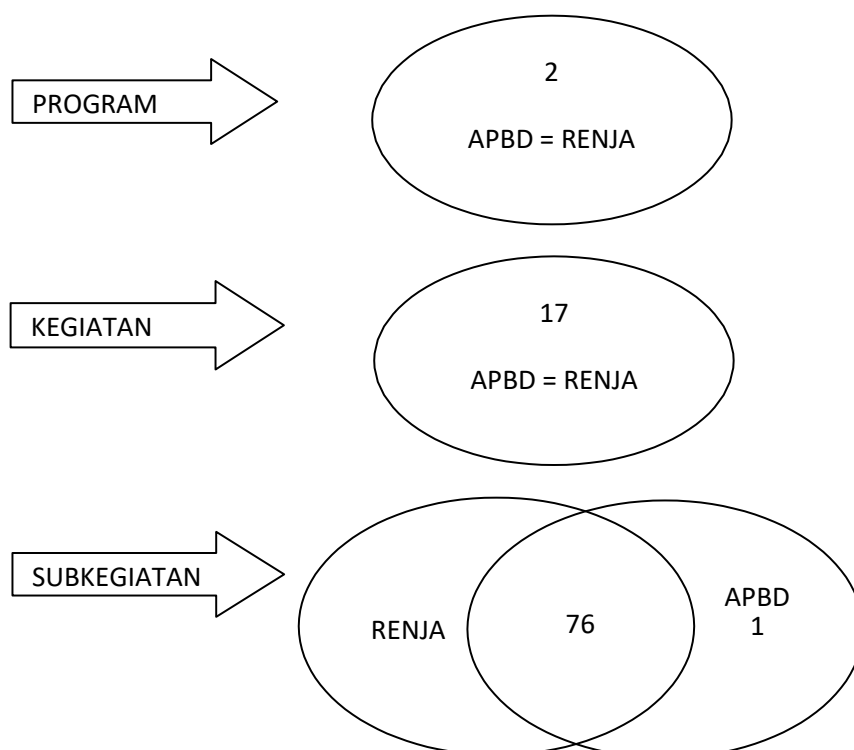 PROGRAM
2
APBD = RENJA
KEGIATAN
17
APBD = RENJA
SUBKEGIATAN
RENJA
76
APBD
1